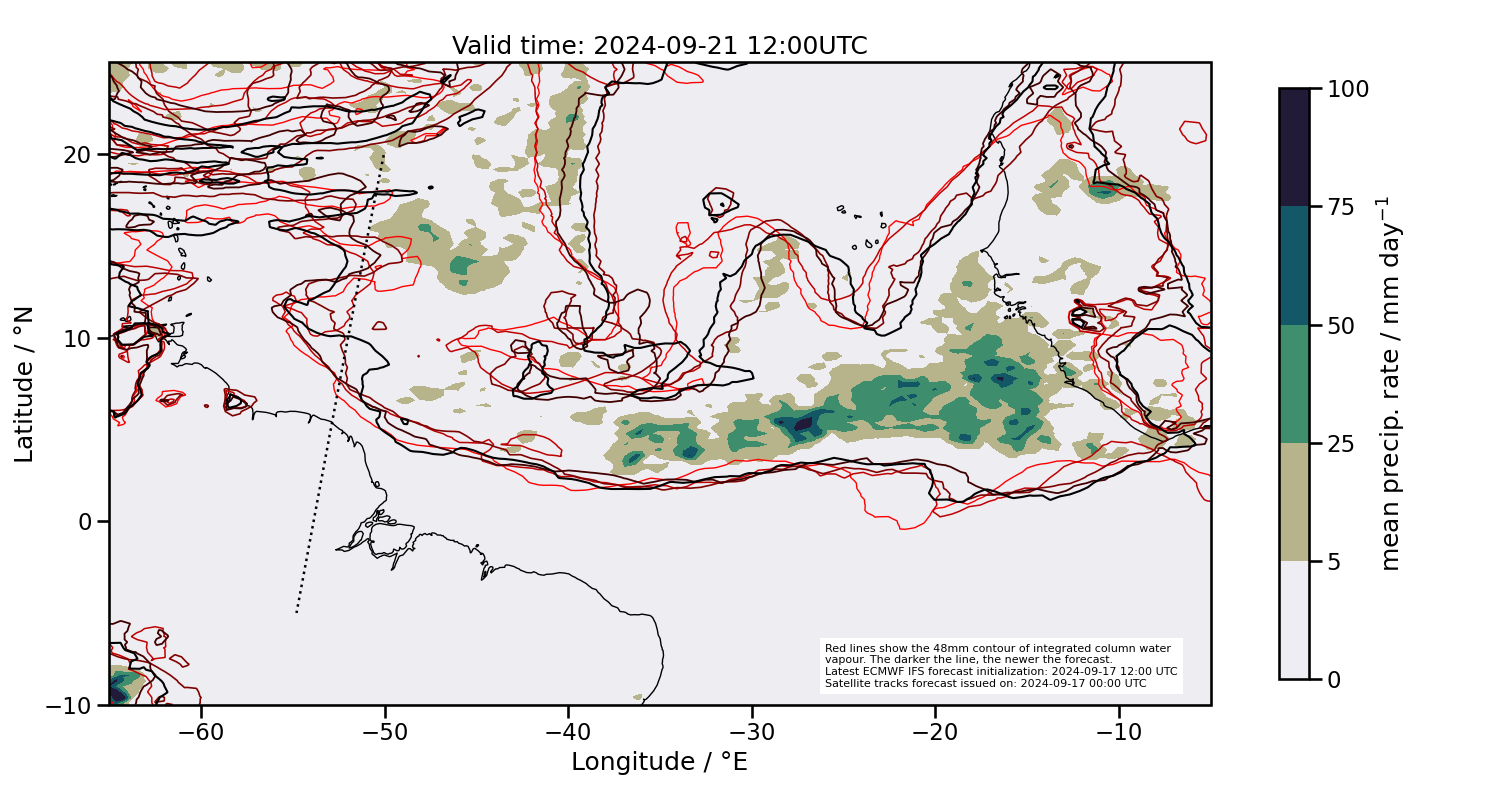 Valid time: 2024-09-21 12:00UTC
Latitude / °N
20
10
0
−10
−60
−50
−40
−30
−20
−10
Longitude / °E
Red lines show the 48mm contour of integrated column water
vapour. The darker the line, the newer the forecast.
Latest ECMWF IFS forecast initialization: 2024-09-17 12:00 UTC
Satellite tracks forecast issued on: 2024-09-17 00:00 UTC
100
75
50
25
5
0
mean precip. rate / mm day⁻¹